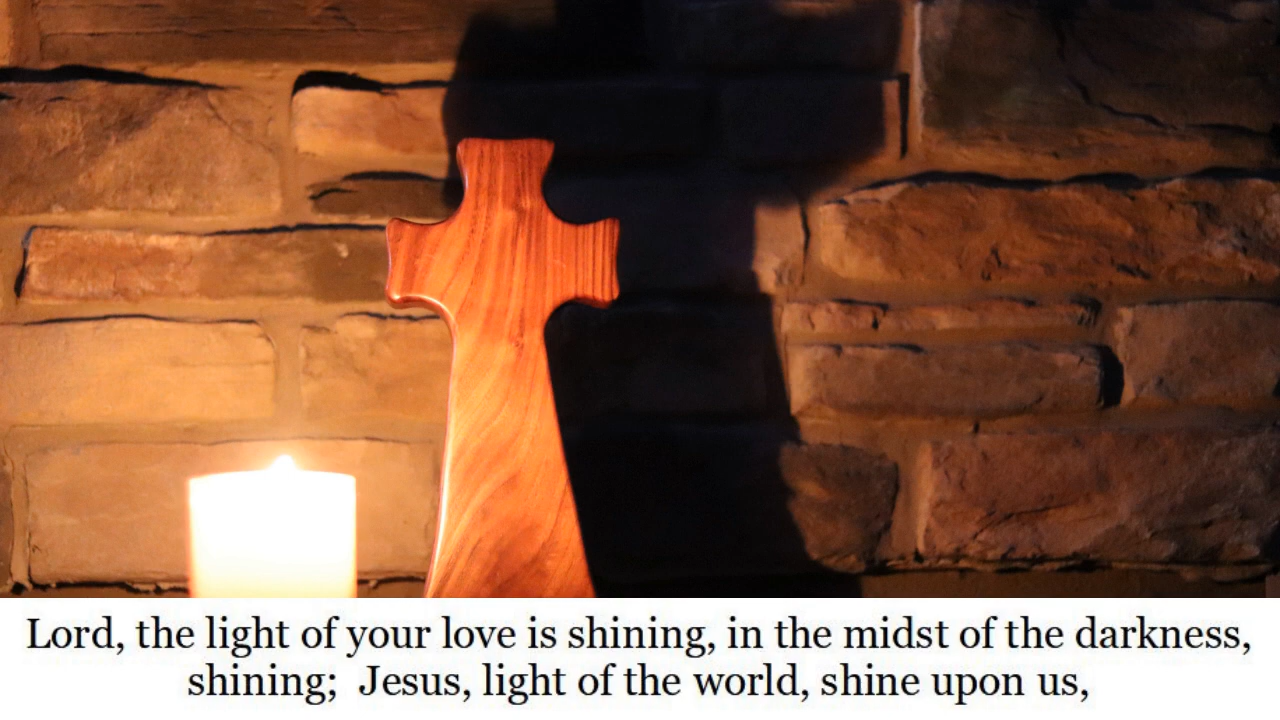 Lord, the light of your love is shining, in the midst of the darkness,
shining;  Jesus, light of the world, shine upon us,